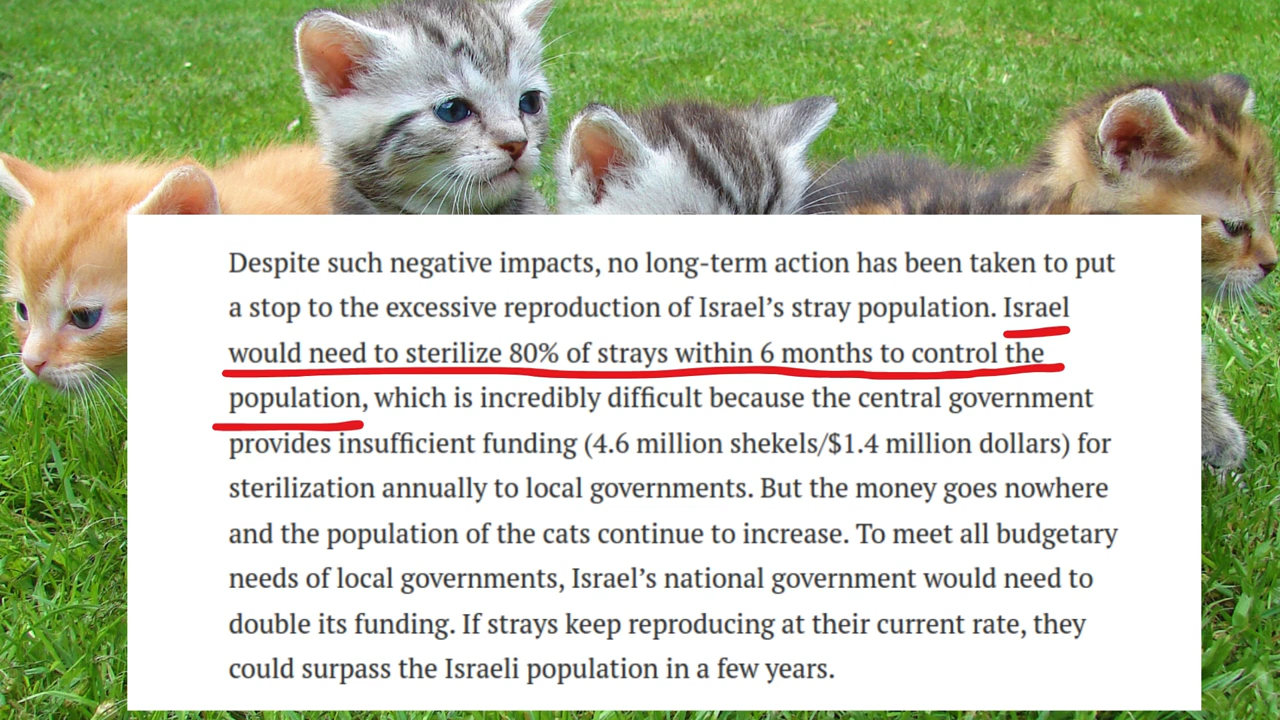 Despite such negative impacts, no long-term action has been taken to put
a stop to the excessive reproduction of Israel’s stray population. Israel
would need to sterilize 80% of strays within 6 months to control the
population, which is incredibly difficult because the central government
provides insufficient funding (4.6 million shekels/$1.4 million dollars) for
sterilization annually to local governments. But the money goes nowhere
and the population of the cats continue to increase. To meet all budgetary
needs of local governments, Israel’s national government would need to
double its funding. If strays keep reproducing at their current rate, they
could surpass the Israeli population in a few years.